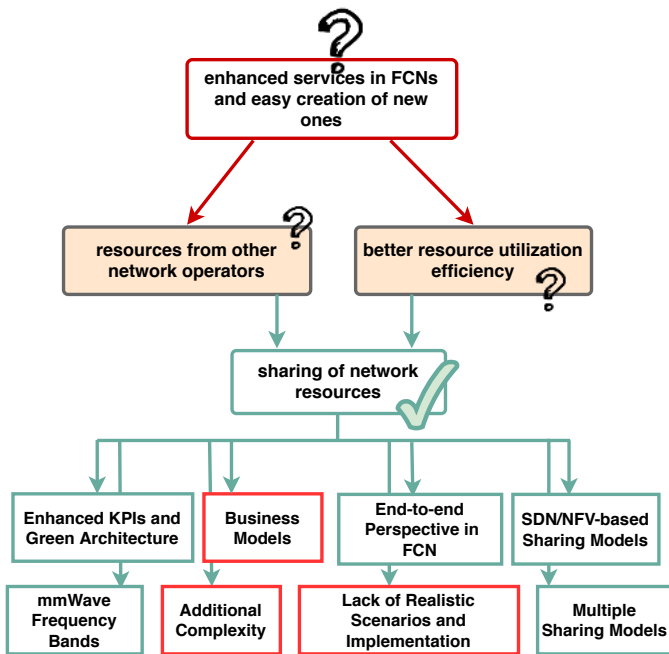 ?
enhanced services in FCNs
and easy creation of new
ones
?
resources from other
network operators
better resource utilization
efficiency
?
sharing of network
resources
Enhanced KPIs and
Green Architecture
Business
Models
End-to-end
Perspective in
FCN
SDN/NFV-based
Sharing Models
mmWave
Frequency
Bands
Additional
Complexity
Lack of Realistic
Scenarios and
Implementation
Multiple
Sharing Models